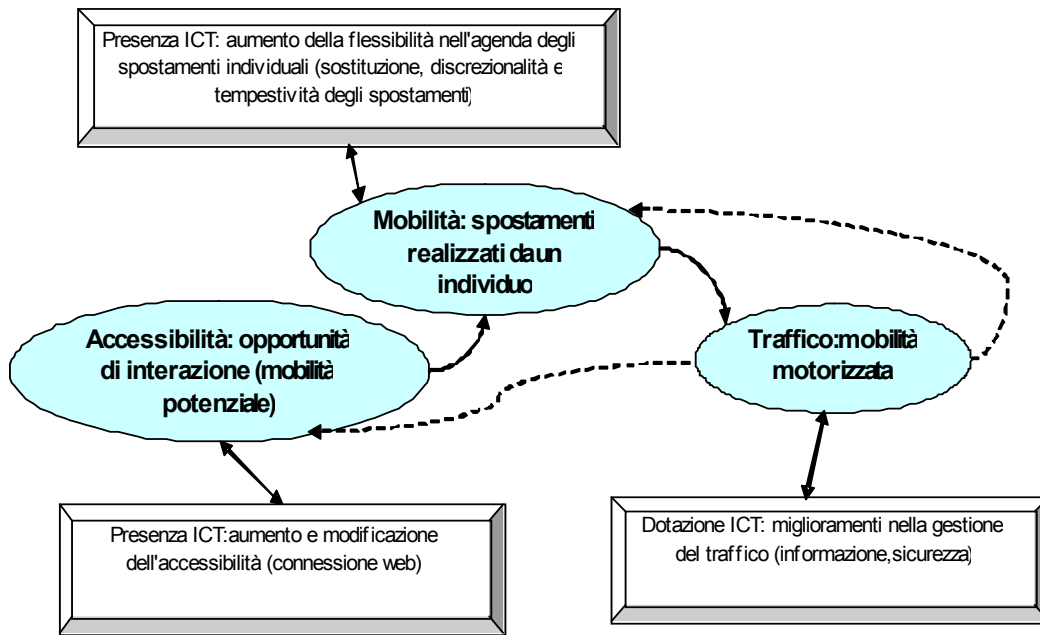 Presenza ICT: aumento della flessibilità nell'agenda degli
spostamenti individuali (sostituzione, discrezionalità e
tempestività degli spostamenti)
Mobilità: spostamenti
realizzati da un
individuo
Accessibilità: opportunità
di interazione (mobilità
potenziale)
Traffico:mobilità
motorizzata
Presenza ICT:aumento e modificazione
dell'accessibilità (connessione web)
Dotazione ICT: miglioramenti nella gestione
del traffico (informazione,sicurezza)